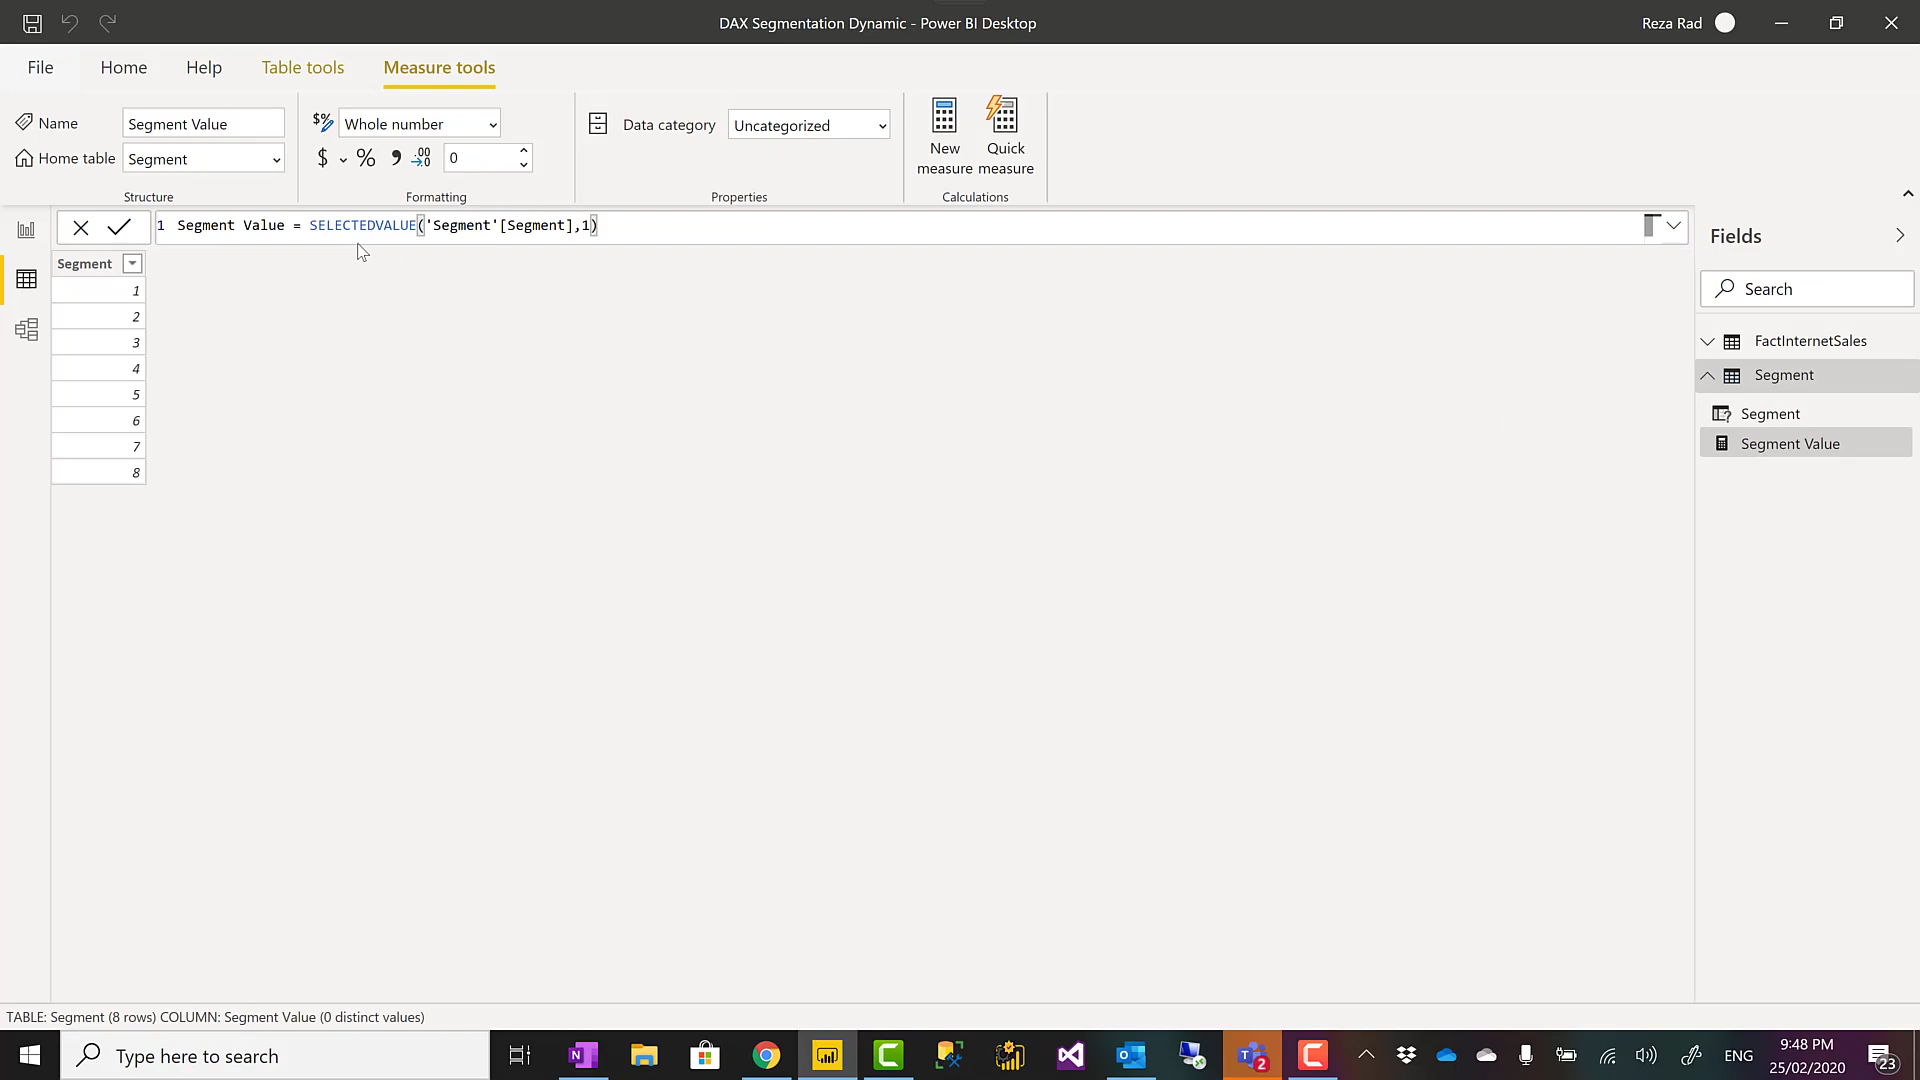 DAX Segmentation Dynamic - Power BI Desktop
Reza Rad
File
Home
Help
Table tools
Measure tools
Name
Segment Value
Home table
Segment
Structure
$%
Whole number
$
%
,
.00
.0
0
Formatting
Data category
Uncategorized
Properties
New
measure
Quick
measure
Calculations
1 Segment Value = SELECTEDVALUE('Segment'[Segment],1)
Segment
1
2
3
4
5
6
7
8
Fields
Search
FactInternetSales
Segment
Segment
Segment Value
TABLE: Segment (8 rows) COLUMN: Segment Value (0 distinct values)
Type here to search
N
2
ENG
9:48 PM
25/02/2020
23